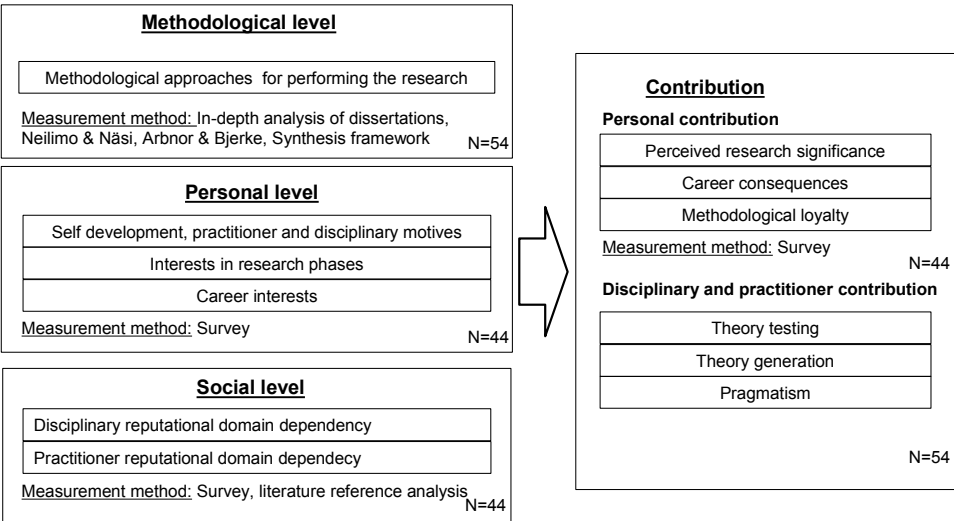 Methodological level
Methodological approaches for performing the research
Measurement method: In-depth analysis of dissertations,
Neilimo & Näsi, Arbnor & Bjerke, Synthesis framework
N=54
Personal level
Self development, practitioner and disciplinary motives
Interests in research phases
Career interests
Measurement method: Survey
N=44
Social level
Disciplinary reputational domain dependency
Practitioner reputational domain dependecy
Measurement method: Survey, literature reference analysis
N=44
Contribution
Personal contribution
Perceived research significance
Career consequences
Methodological loyalty
Measurement method: Survey
N=44
Disciplinary and practitioner contribution
Theory testing
Theory generation
Pragmatism
N=54